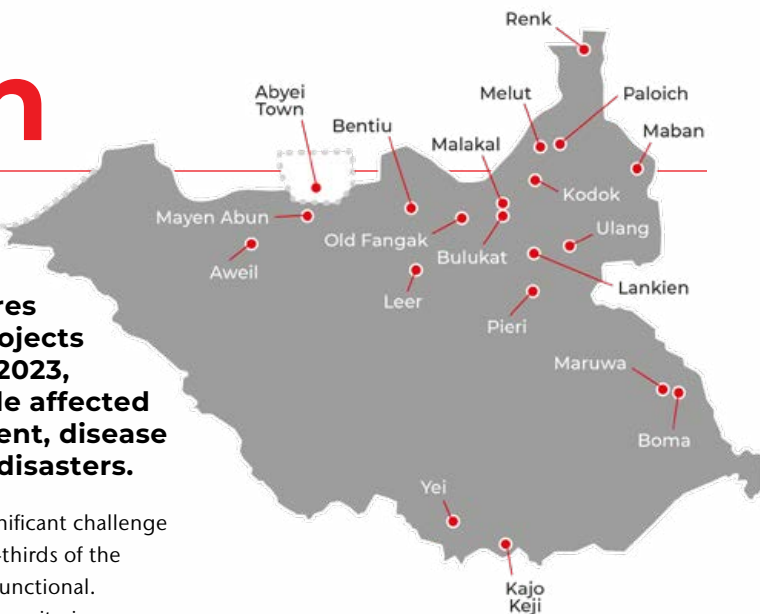 n
Renk
Abyei
Town
Bentiu
Melut
Paloich
Malakal
Maban
Kodok
Mayen Abun
Old Fangak
Ulang
Bulukat
Aweil
Lankien
Leer
Pieri
res
ojects
2023,
le affected
ent, disease
disasters.
Maruwa
Boma
Yei
nificant challenge
-thirds of the
unctional.
Kajo
Keji